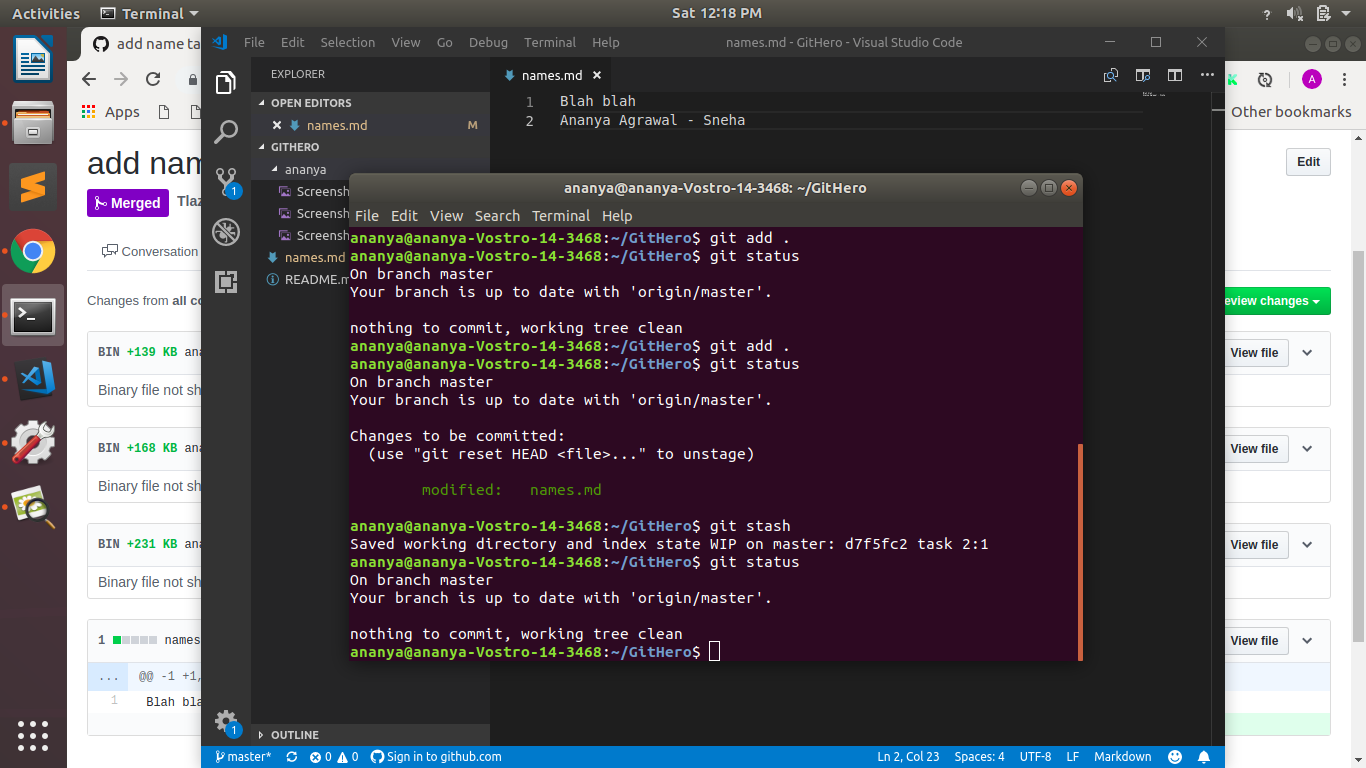 Activities
Terminal
Sat 12:18 PM
?
add name ta
Apps
Other bookmarks
A
add nam
Edit
Merged
Tlaz
Conversation
Changes from all co
eview changes
BIN +139 KB ana
View file
Binary file not sh
BIN +168 KB ana
View file
Binary file not sh
BIN +231 KB ana
View file
Binary file not sh
1
names
View file
...
@@ -1 +1,
1
Blah bla
File Edit Selection View Go Debug Terminal Help
names.md - GitHero - Visual Studio Code
EXPLORER
OPEN EDITORS
names.md
M
GITHERO
ananya
Screensh
Screensh
Screensh
names.md
README.m
OUTLINE
1
1
names.md
1 Blah blah
2 Ananya Agrawal - Sneha
ananya@ananya-Vostro-14-3468: ~/GitHero
File Edit View Search Terminal Help
ananya@ananya-Vostro-14-3468:~/GitHero$ git add .
ananya@ananya-Vostro-14-3468:~/GitHero$ git status
On branch master
Your branch is up to date with 'origin/master'.
nothing to commit, working tree clean
ananya@ananya-Vostro-14-3468:~/GitHero$ git add .
ananya@ananya-Vostro-14-3468:~/GitHero$ git status
On branch master
Your branch is up to date with 'origin/master'.
Changes to be committed:
(use "git reset HEAD <file>..." to unstage)
modified: names.md
ananya@ananya-Vostro-14-3468:~/GitHero$ git stash
Saved working directory and index state WIP on master: d7f5fc2 task 2:1
ananya@ananya-Vostro-14-3468:~/GitHero$ git status
On branch master
Your branch is up to date with 'origin/master'.
nothing to commit, working tree clean
ananya@ananya-Vostro-14-3468:~/GitHero$
master* 0 0 Sign in to github.com
Ln 2, Col 23 Spaces: 4 UTF-8 LF Markdown